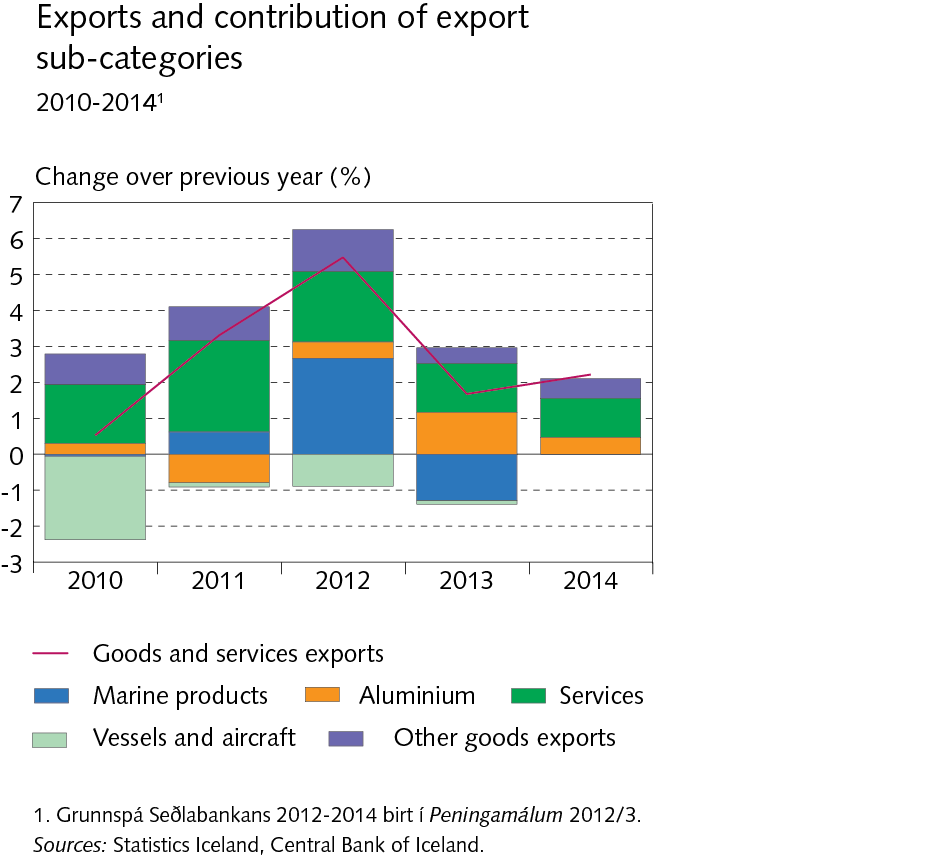 Exports and contribution of export
sub-categories
2010-2014¹
Change over previous year (%)
7
6
5
4
3
2
1
0
-1
-2
-3
2010 2011 2012 2013 2014
Goods and services exports
Marine products Aluminium Services
Vessels and aircraft Other goods exports
1. Grunnspá Seðlabankans 2012-2014 birt í Peningamálum 2012/3.
Sources: Statistics Iceland, Central Bank of Iceland.